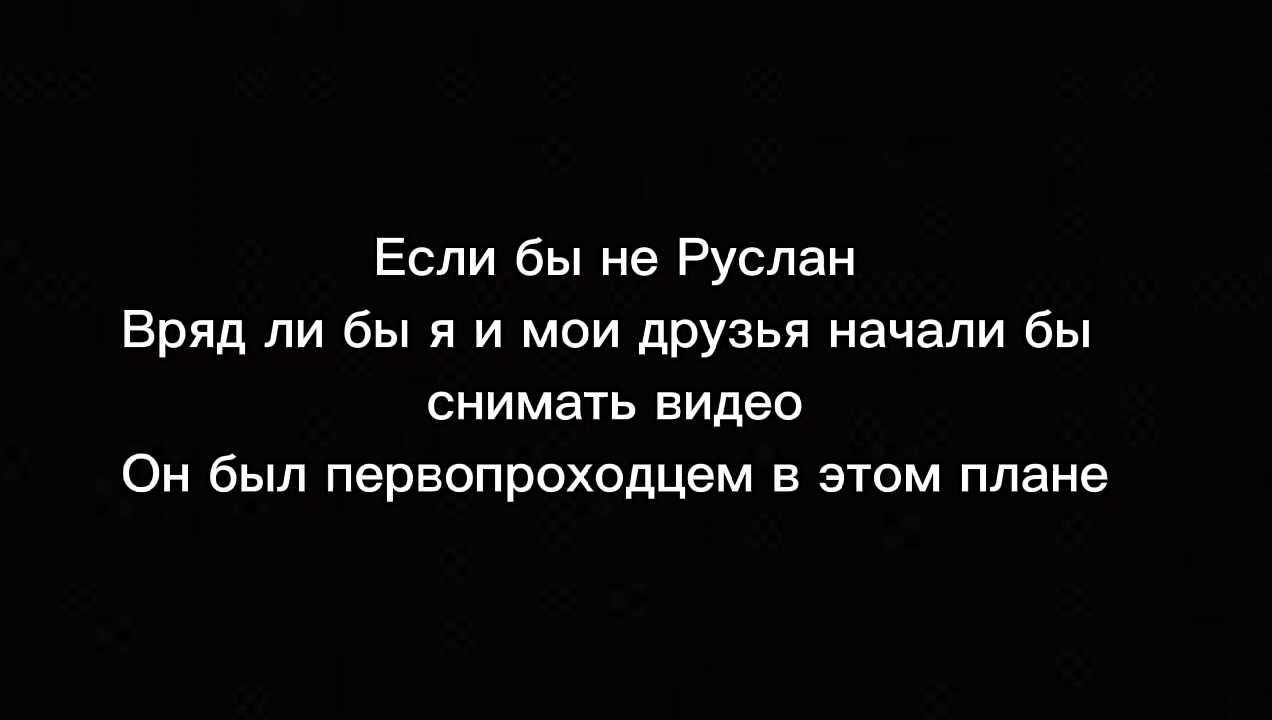 Если бы не Руслан
Вряд ли бы я и мои друзья начали бы
снимать видео
Он был первопроходцем в этом плане